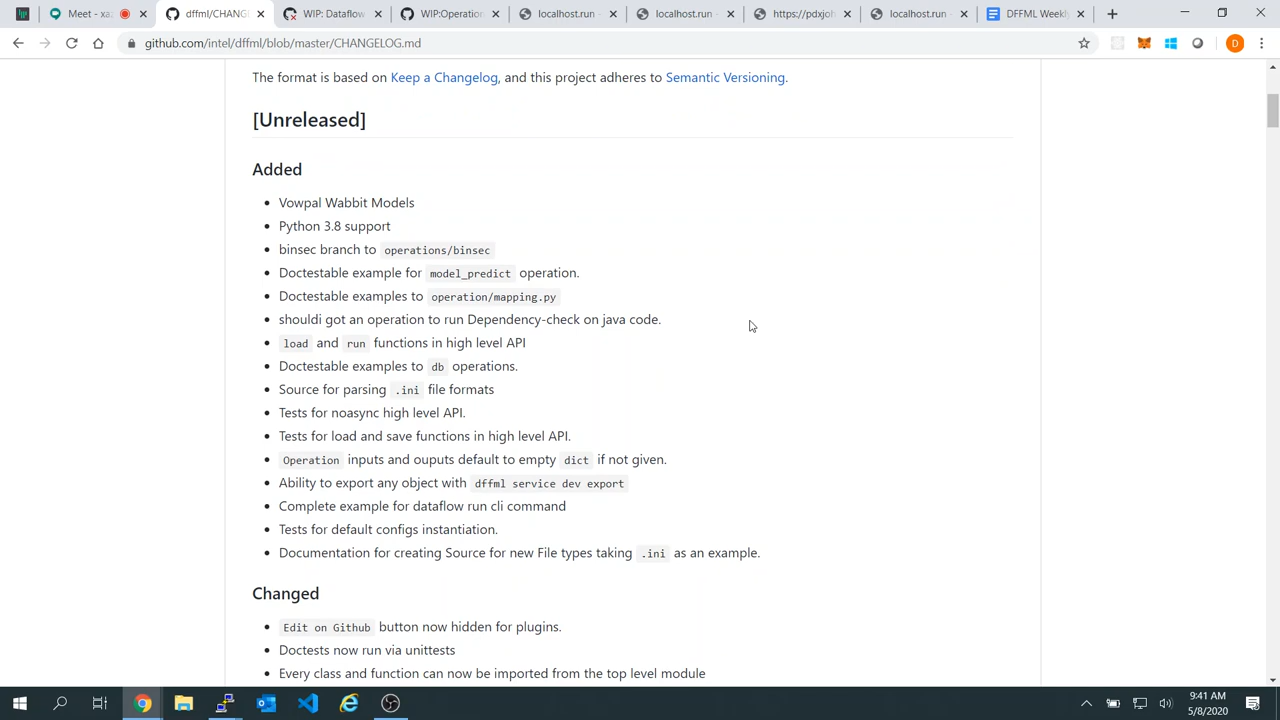 Meet - xa
dffml/CHANG
WIP: Dataflow
WIP:Operation
localhost.run
localhost.run
https://pdxjoh
localhost.run
DFFML Weekly
github.com/intel/dffml/blob/master/CHANGELOG.md
D
The format is based on Keep a Changelog, and this project adheres to Semantic Versioning.
[Unreleased]
Added
Vowpal Wabbit Models
Python 3.8 support
binsec branch to operations/binsec
Doctestable example for model_predict operation.
Doctestable examples to operation/mapping.py
shouldi got an operation to run Dependency-check on java code.
load and run functions in high level API
Doctestable examples to db operations.
Source for parsing .ini file formats
Tests for noasync high level API.
Tests for load and save functions in high level API.
Operation inputs and ouputs default to empty dict if not given.
Ability to export any object with dffml service dev export
Complete example for dataflow run cli command
Tests for default configs instantiation.
Documentation for creating Source for new File types taking .ini as an example.
Changed
Edit on Github button now hidden for plugins.
Doctests now run via unittests
Every class and function can now be imported from the top level module
9:41 AM
5/8/2020